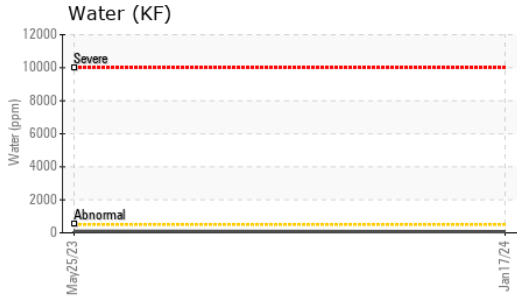 Water (KF)
12000
Severe
10000
8000
Water (ppm)
6000
4000
2000
Abnormal
0
May25/23
Jan17/24